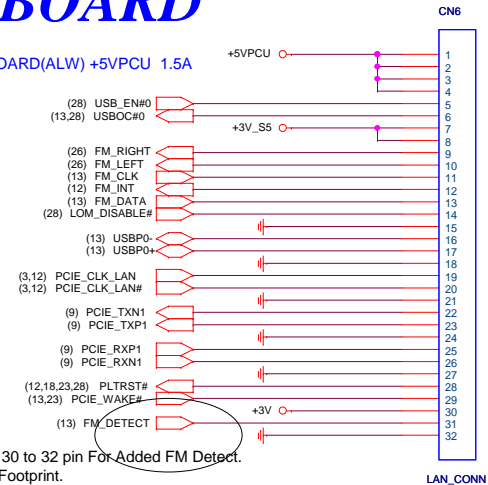 BOARD
CN6
OARD(ALW) +5VPCU 1.5A
+5VPCU
1
2
3
4
(28) USB_EN#0 5
(13,28) USBOC#0 6
+3V_S5 7
8
(26) FM_RIGHT 9
(26) FM_LEFT 10
(13) FM_CLK 11
(12) FM_INT 12
(13) FM_DATA 13
(28) LOM_DISABLE# 14
15
(13) USBP0- 16
(13) USBP0+ 17
18
(3,12) PCIE_CLK_LAN 19
(3,12) PCIE_CLK_LAN# 20
21
(9) PCIE_TXN1 22
(9) PCIE_TXP1 23
24
(9) PCIE_RXP1 25
(9) PCIE_RXN1 26
27
(12,18,23,28) PLTRST# 28
(13,23) PCIE_WAKE# 29
+3V 30
(13) FM_DETECT 31
32
30 to 32 pin For Added FM Detect.
Footprint.
LAN_CONN